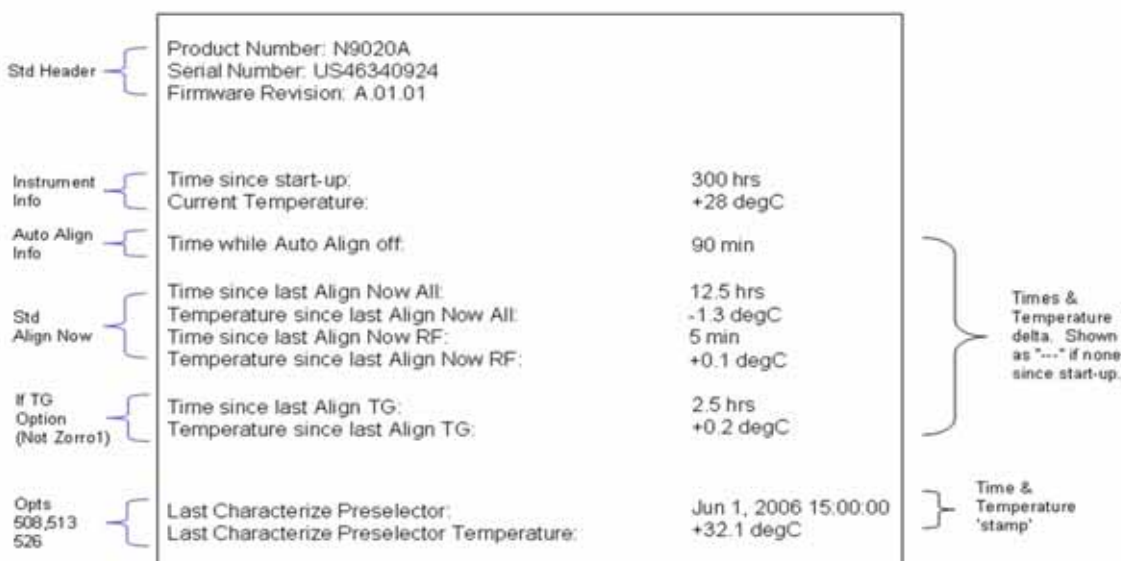 Std Header
Product Number: N9020A
Serial Number: US46340924
Firmware Revision: A.01.01
Instrument
Info
Time since start-up: 300 hrs
Current Temperature: +28 degC
Auto Align
Info
Time while Auto Align off: 90 min
Std
Align Now
Time since last Align Now All: 12.5 hrs
Temperature since last Align Now All: -1.3 degC
Time since last Align Now RF: 5 min
Temperature since last Align Now RF: +0.1 degC
Times &
Temperature
delta. Shown
as "---" if none
since start-up.
If TG
Option
(Not Zorro1)
Time since last Align TG: 2.5 hrs
Temperature since last Align TG: +0.2 degC
Opts
508,513
526
Last Characterize Preselector: Jun 1, 2006 15:00:00
Last Characterize Preselector Temperature: +32.1 degC
Time &
Temperature
'stamp'